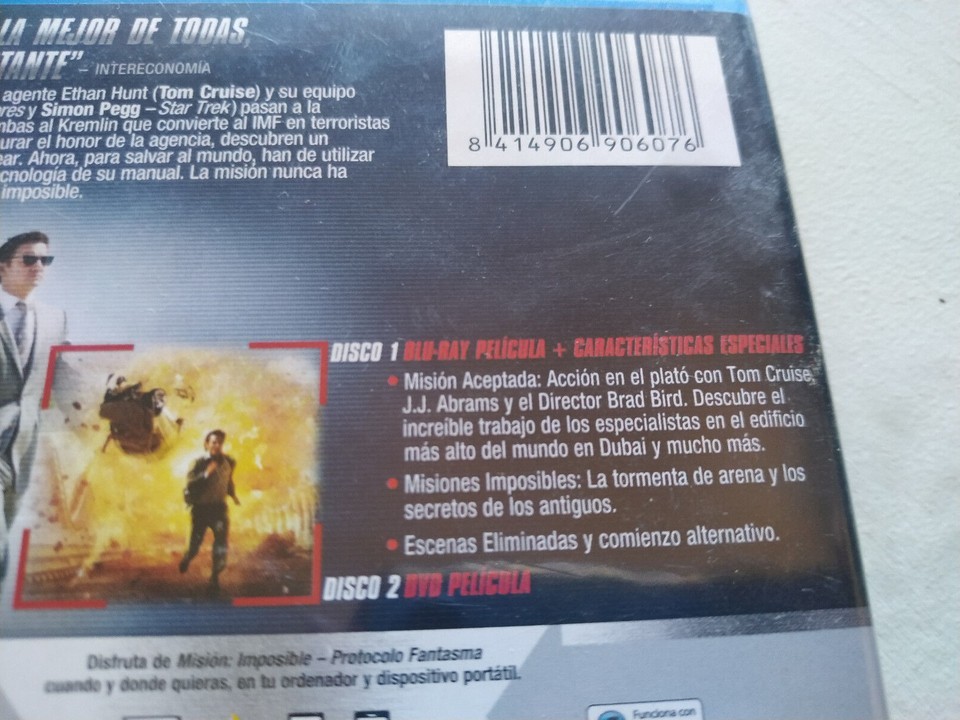 LA MEJOR DE TODAS,
TANTE” – INTERECONOMÍA
agente Ethan Hunt (Tom Cruise) y su equipo
res y Simon Pegg – Star Trek) pasan a la
mbas al Kremlin que convierte al IMF en terroristas
urar el honor de la agencia, descubren un
ear. Ahora, para salvar al mundo, han de utilizar
cnología de su manual. La misión nunca ha
imposible.
8 414906 906076
DISCO 1 BLU-RAY PELÍCULA + CARACTERÍSTICAS ESPECIALES
• Misión Aceptada: Acción en el plató con Tom Cruise,
J.J. Abrams y el Director Brad Bird. Descubre el
increíble trabajo de los especialistas en el edificio
más alto del mundo en Dubai y mucho más.
• Misiones Imposibles: La tormenta de arena y los
secretos de los antiguos.
• Escenas Eliminadas y comienzo alternativo.
DISCO 2 DVD PELÍCULA
Disfruta de Misión: Imposible – Protocolo Fantasma
cuando y donde quieras, en tu ordenador y dispositivo portátil.
Funciona con